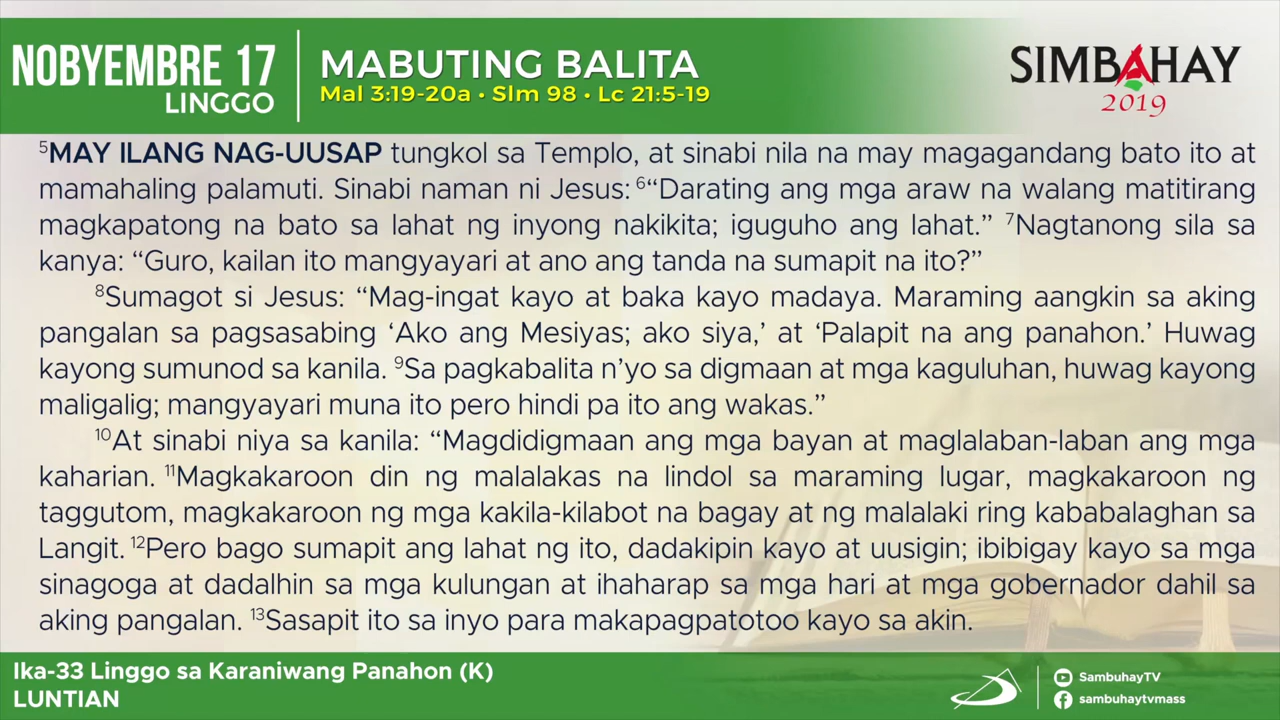 NOBYEMBRE 17
LINGGO
MABUTING BALITA
Mal 3:19-20a • Slm 98 • Lc 21:5-19
SIMBAHAY
2019
⁵MAY ILANG NAG-UUSAP tungkol sa Templo, at sinabi nila na may magagandang bato ito at
mamahaling palamuti. Sinabi naman ni Jesus: ⁶“Darating ang mga araw na walang matitirang
magkapatong na bato sa lahat ng inyong nakikita; iguguho ang lahat.” ⁷Nagtanong sila sa
kanya: “Guro, kailan ito mangyayari at ano ang tanda na sumapit na ito?”
⁸Sumagot si Jesus: “Mag-ingat kayo at baka kayo madaya. Maraming aangkin sa aking
pangalan sa pagsasabing ‘Ako ang Mesiyas; ako siya,’ at ‘Palapit na ang panahon.’ Huwag
kayong sumunod sa kanila. ⁹Sa pagkabalita n’yo sa digmaan at mga kaguluhan, huwag kayong
maligalig; mangyayari muna ito pero hindi pa ito ang wakas.”
¹⁰At sinabi niya sa kanila: “Magdidigmaan ang mga bayan at maglalaban-laban ang mga
kaharian. ¹¹Magkakaroon din ng malalakas na lindol sa maraming lugar, magkakaroon ng
taggutom, magkakaroon ng mga kakila-kilabot na bagay at ng malalaki ring kababalaghan sa
Langit. ¹²Pero bago sumapit ang lahat ng ito, dadakipin kayo at uusigin; ibibigay kayo sa mga
sinagoga at dadalhin sa mga kulungan at ihaharap sa mga hari at mga gobernador dahil sa
aking pangalan. ¹³Sasapit ito sa inyo para makapagpatotoo kayo sa akin.
Ika-33 Linggo sa Karaniwang Panahon (K)
LUNTIAN
SambuhayTV
sambuhaytvmass